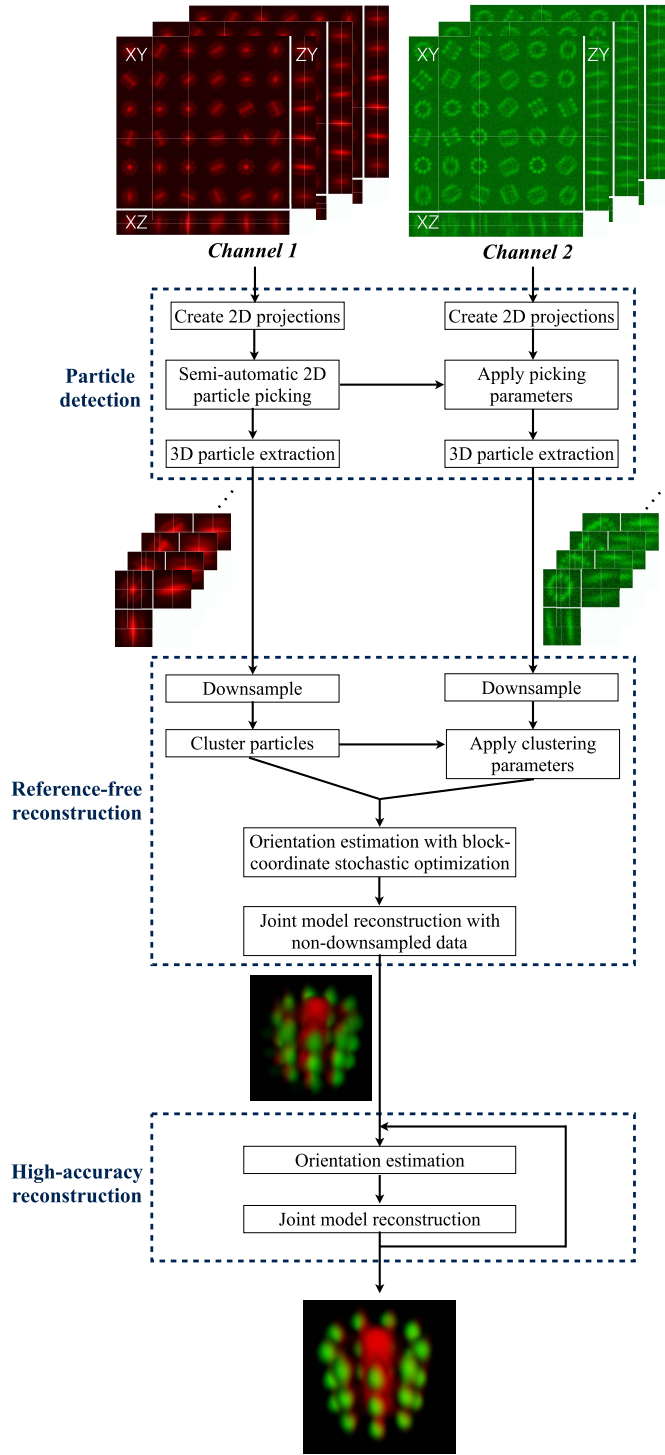 XY
ZY
XZ
XY
ZY
XZ
Channel 1
Channel 2
Create 2D projections
Create 2D projections
Particle
detection
Semi-automatic 2D
particle picking
Apply picking
parameters
3D particle extraction
3D particle extraction
Downsample
Downsample
Cluster particles
Apply clustering
parameters
Reference-free
reconstruction
Orientation estimation with block-
coordinate stochastic optimization
Joint model reconstruction with
non-downsampled data
High-accuracy
reconstruction
Orientation estimation
Joint model reconstruction